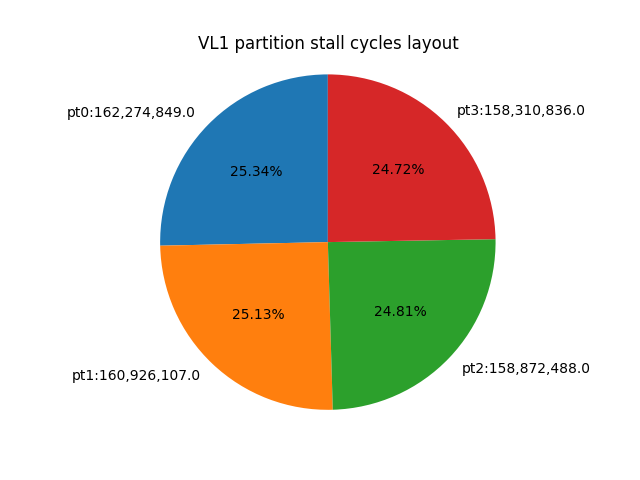 VL1 partition stall cycles layout
pt0:162,274,849.0
pt3:158,310,836.0
25.34%
24.72%
25.13%
24.81%
pt1:160,926,107.0
pt2:158,872,488.0